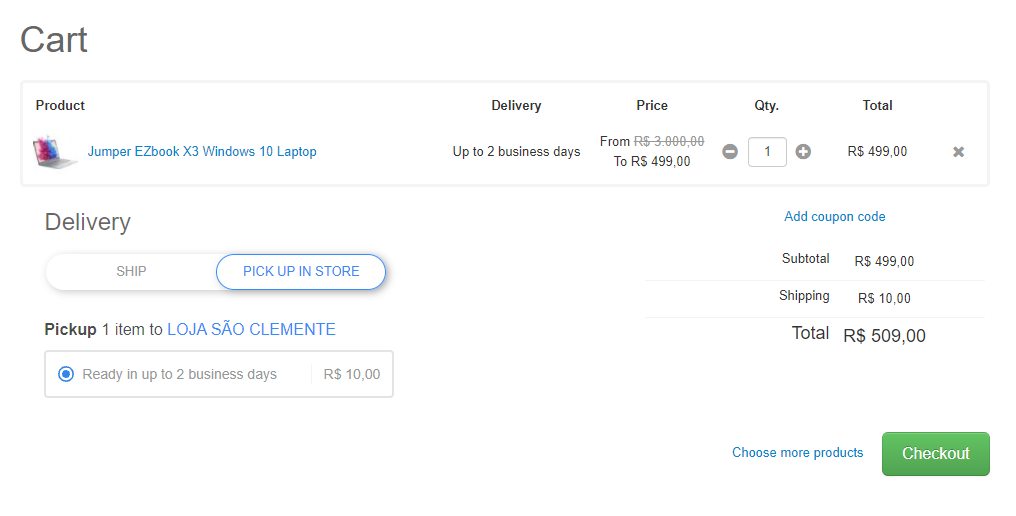 Cart
Product Delivery Price Qty. Total
Jumper EZbook X3 Windows 10 Laptop Up to 2 business days From R$ 3.000,00 To R$ 499,00 1 R$ 499,00
Delivery
Add coupon code
SHIP PICK UP IN STORE
Subtotal R$ 499,00
Shipping R$ 10,00
Pickup 1 item to LOJA SÃO CLEMENTE
Total R$ 509,00
Ready in up to 2 business days R$ 10,00
Choose more products Checkout